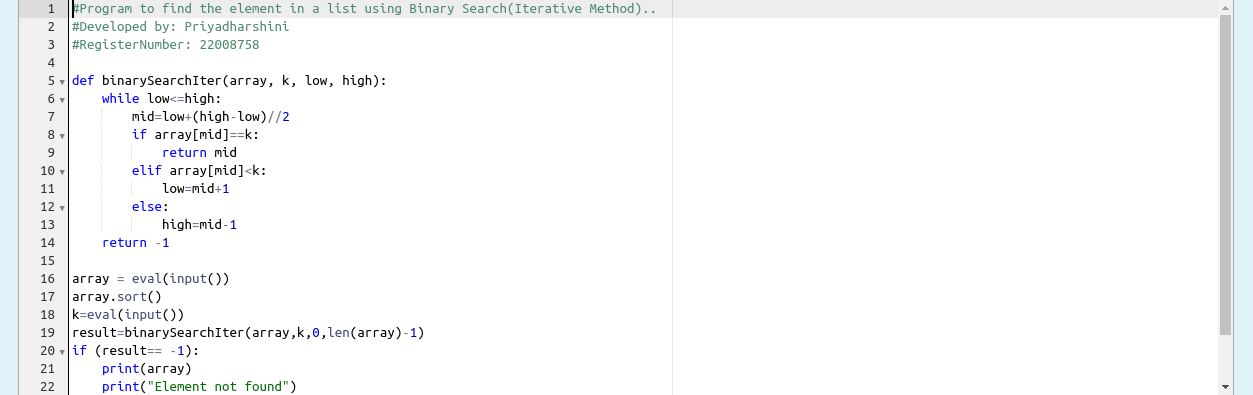 1 #Program to find the element in a list using Binary Search(Iterative Method)..
2 #Developed by: Priyadharshini
3 #RegisterNumber: 22008758
4
5 def binarySearchIter(array, k, low, high):
6     while low<=high:
7         mid=low+(high-low)//2
8         if array[mid]==k:
9             return mid
10         elif array[mid]<k:
11             low=mid+1
12         else:
13             high=mid-1
14     return -1
15
16 array = eval(input())
17 array.sort()
18 k=eval(input())
19 result=binarySearchIter(array,k,0,len(array)-1)
20 if (result== -1):
21     print(array)
22     print("Element not found")